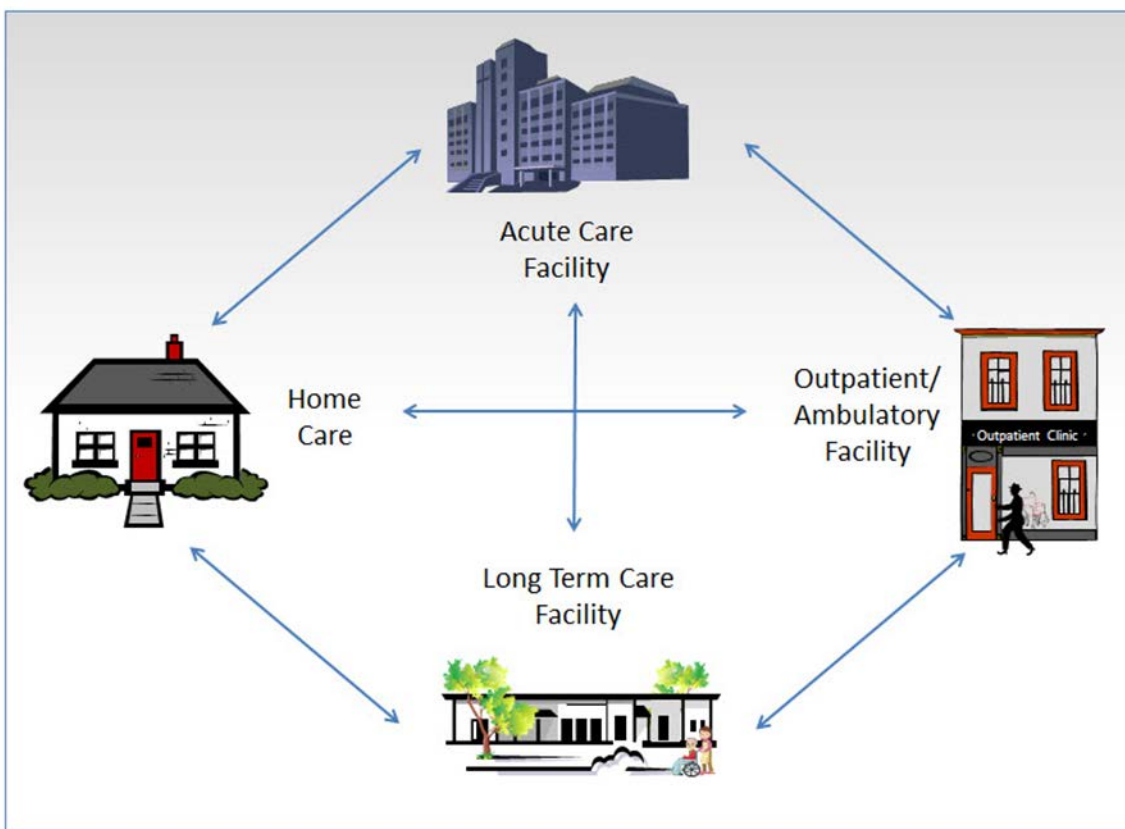 Acute Care
Facility
Home
Care
Outpatient/
Ambulatory
Facility
·Outpatient Clinic·
Long Term Care
Facility